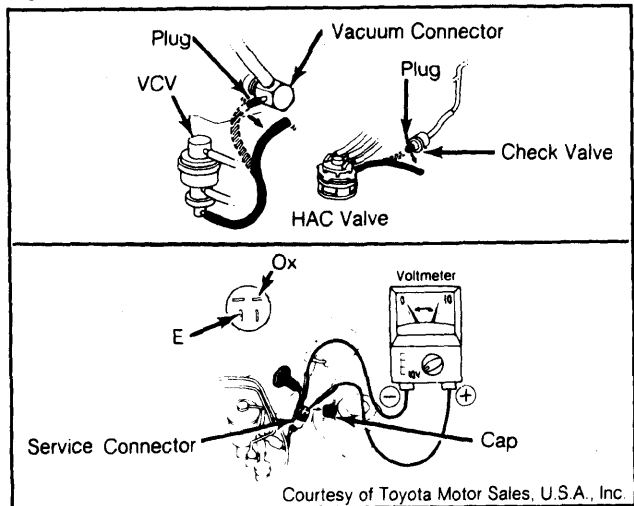 Plug
Vacuum Connector
VCV
Plug
Check Valve
HAC Valve
Ox
E
Voltmeter
0 10
10V
− +
Service Connector
Cap
Courtesy of Toyota Motor Sales, U.S.A., Inc.